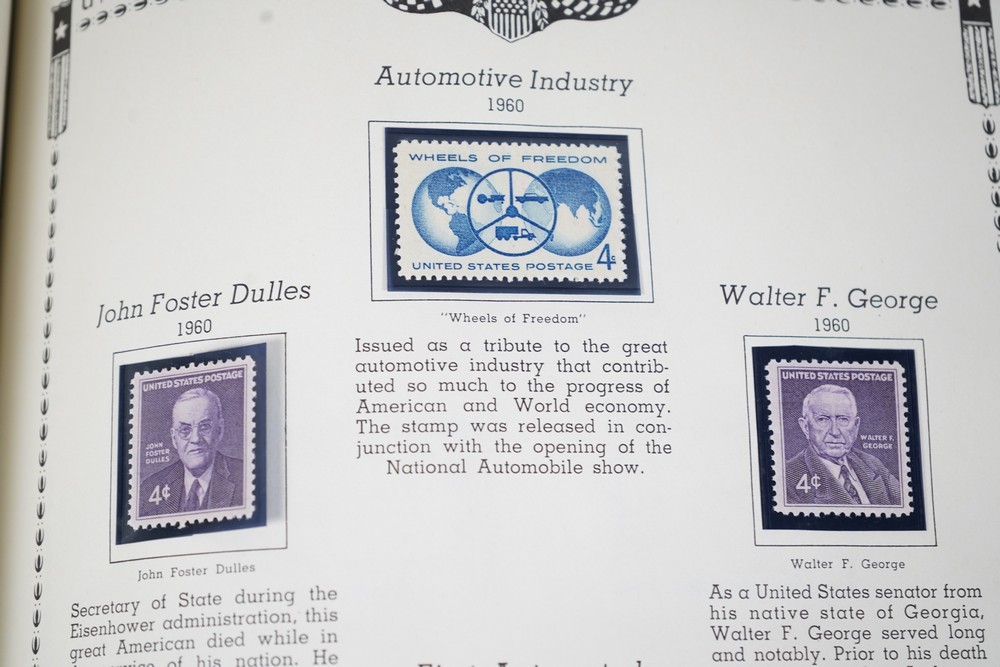 Automotive Industry
1960
WHEELS OF FREEDOM
UNITED STATES POSTAGE 4c
"Wheels of Freedom"
Issued as a tribute to the great
automotive industry that contrib-
uted so much to the progress of
American and World economy.
The stamp was released in con-
junction with the opening of the
National Automobile show.
John Foster Dulles
1960
UNITED STATES POSTAGE
JOHN
FOSTER
DULLES
4¢
John Foster Dulles
Secretary of State during the
Eisenhower administration, this
great American died while in
of his nation. He
Walter F. George
1960
UNITED STATES POSTAGE
WALTER F.
GEORGE
4¢
Walter F. George
As a United States senator from
his native state of Georgia,
Walter F. George served long
and notably. Prior to his death